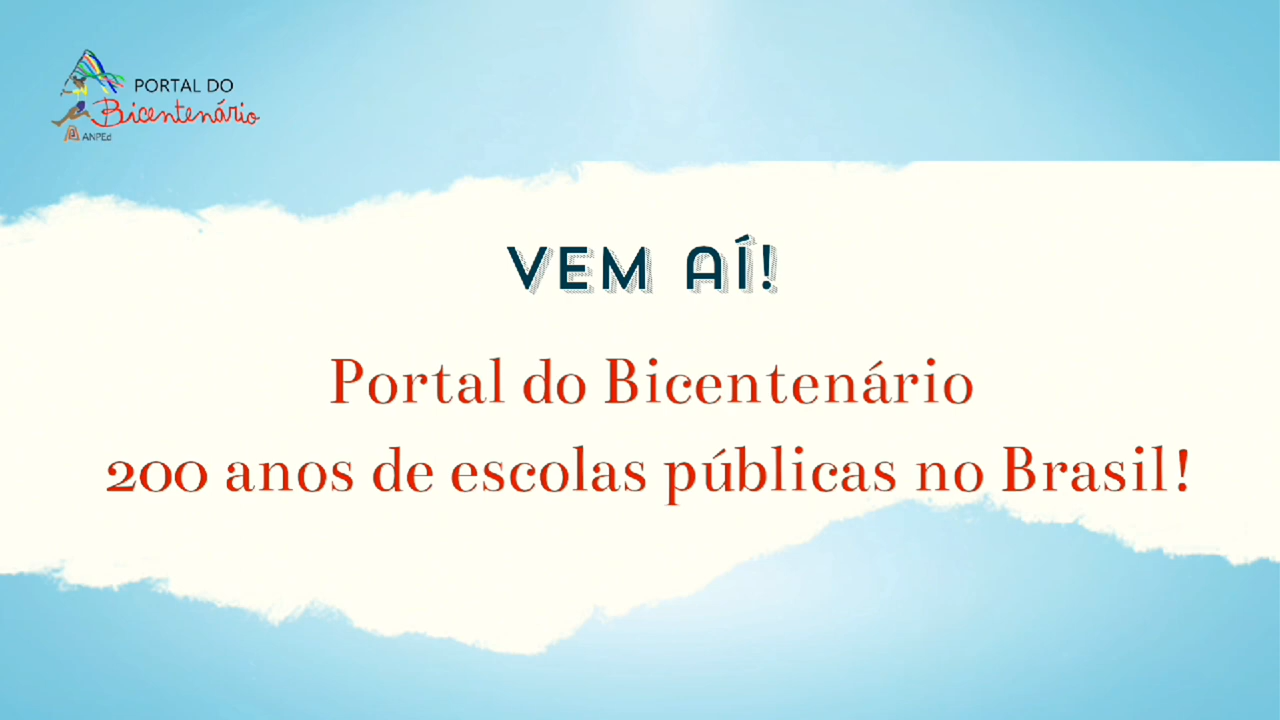 PORTAL DO
Bicentenário
ANPEd
VEM AÍ!
Portal do Bicentenário
200 anos de escolas públicas no Brasil!